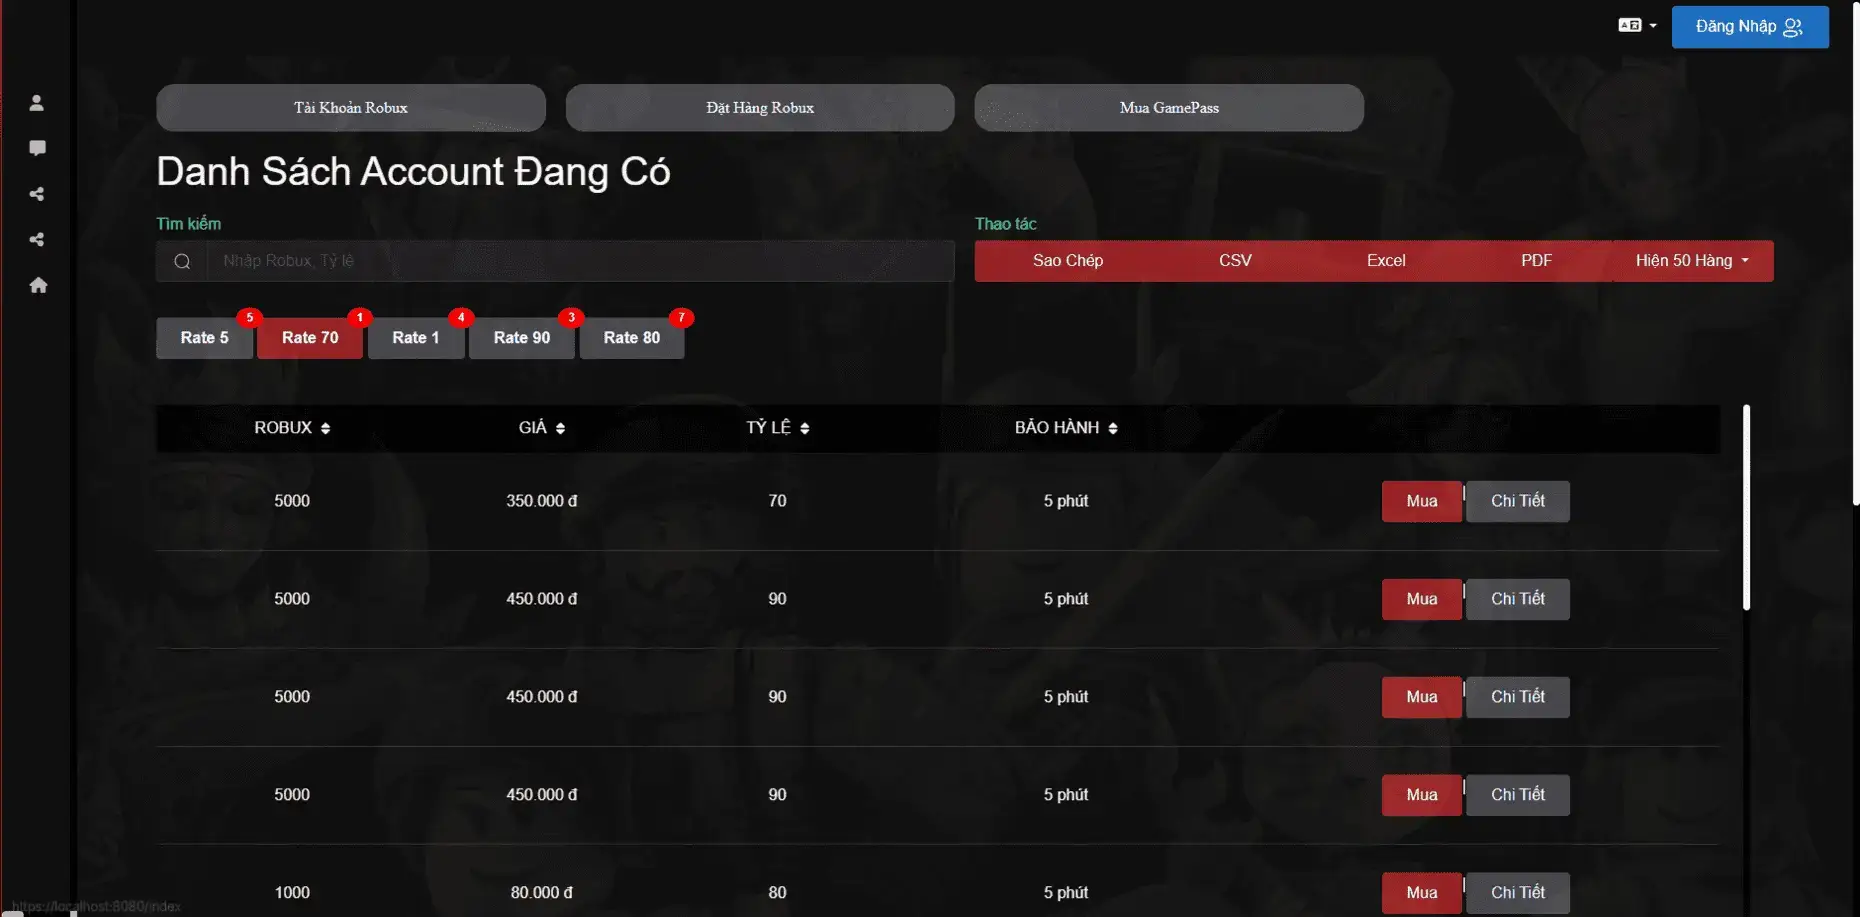 Đăng Nhập
Tài Khoản Robux
Đặt Hàng Robux
Mua GamePass
Danh Sách Account Đang Có
Tìm kiếm
Nhập Robux, Tỷ lê
Thao tác
Sao Chép
CSV
Excel
PDF
Hiện 50 Hàng
Rate 5 5
Rate 70 1
Rate 1 4
Rate 90 3
Rate 80 7
ROBUX GIÁ TỶ LỆ BẢO HÀNH
5000 350.000 đ 70 5 phút Mua Chi Tiết
5000 450.000 đ 90 5 phút Mua Chi Tiết
5000 450.000 đ 90 5 phút Mua Chi Tiết
5000 450.000 đ 90 5 phút Mua Chi Tiết
1000 80.000 đ 80 5 phút Mua Chi Tiết
https://localhost:8080/index